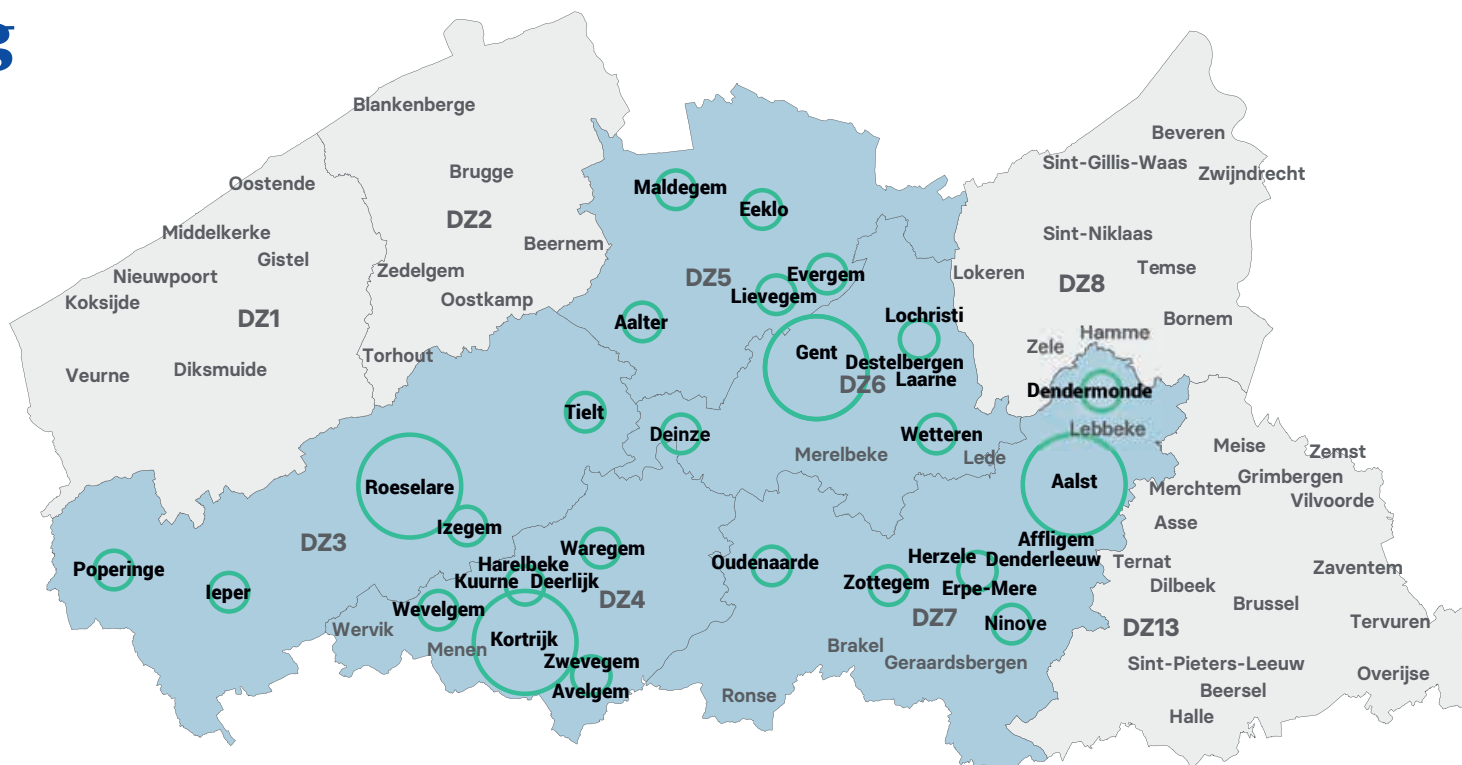 g
Blankenberge
Beveren
Sint-Gillis-Waas
Zwijndrecht
Brugge
Oostende
Maldegem
Eeklo
DZ2
Middelkerke
Sint-Niklaas
Beernem
Gistel
Zedelgem
Nieuwpoort
DZ5
Evergem
Lokeren
Temse
DZ8
Koksijde
Oostkamp
Lievegem
DZ1
Aalter
Lochristi
Bornem
Hamme
Zele
Torhout
Gent
Destelbergen
Veurne
Diksmuide
DZ6
Laarne
Dendermonde
Tielt
Deinze
Wetteren
Lebbeke
Merelbeke
Lede
Meise
Zemst
Roeselare
Aalst
Grimbergen
Merchtem
Vilvoorde
Izegem
Asse
DZ3
Waregem
Affligem
Harelbeke
Oudenaarde
Herzele
Denderleeuw
Ternat
Poperinge
Kuurne
Deerlijk
Zottegem
Erpe-Mere
Dilbeek
Zaventem
Ieper
DZ4
Brussel
Wevelgem
DZ7
Ninove
DZ13
Tervuren
Wervik
Kortrijk
Menen
Brakel
Zwevegem
Geraardsbergen
Sint-Pieters-Leeuw
Overijse
Avelgem
Ronse
Beersel
Halle